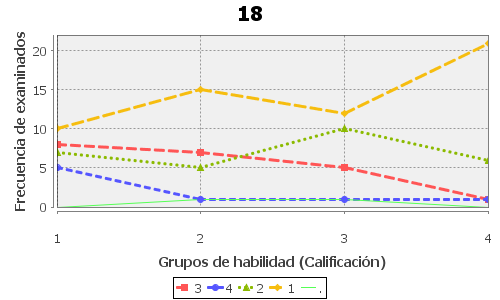 18
Frecuencia de examinados
20
15
10
5
0
1 2 3 4
Grupos de habilidad (Calificación)
3 4 2 1 .